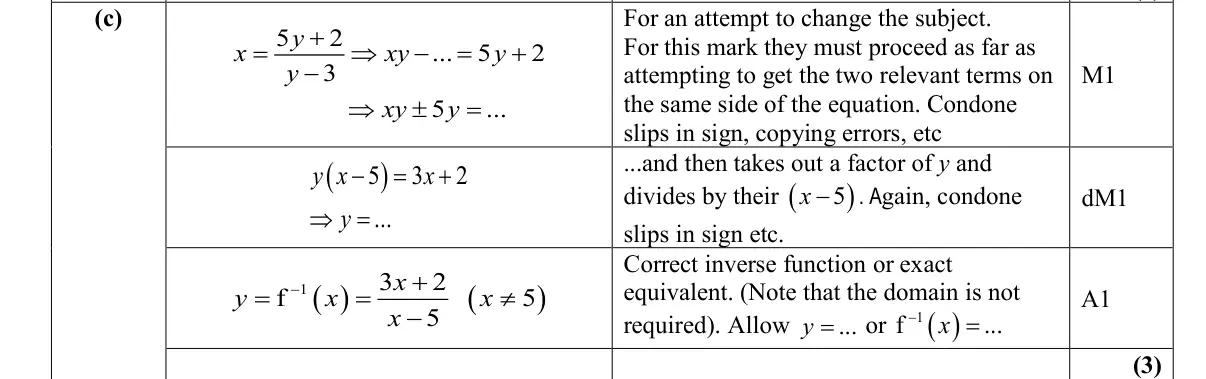 (c)
x = (5y + 2)/(y − 3) ⇒ xy − ... = 5y + 2
⇒ xy ± 5y = ...
For an attempt to change the subject.
For this mark they must proceed as far as
attempting to get the two relevant terms on
the same side of the equation. Condone
slips in sign, copying errors, etc
M1
y(x − 5) = 3x + 2
⇒ y = ...
...and then takes out a factor of y and
divides by their (x − 5). Again, condone
slips in sign etc.
dM1
y = f⁻¹(x) = (3x + 2)/(x − 5) (x ≠ 5)
Correct inverse function or exact
equivalent. (Note that the domain is not
required). Allow y = ... or f⁻¹(x) = ...
A1
(3)